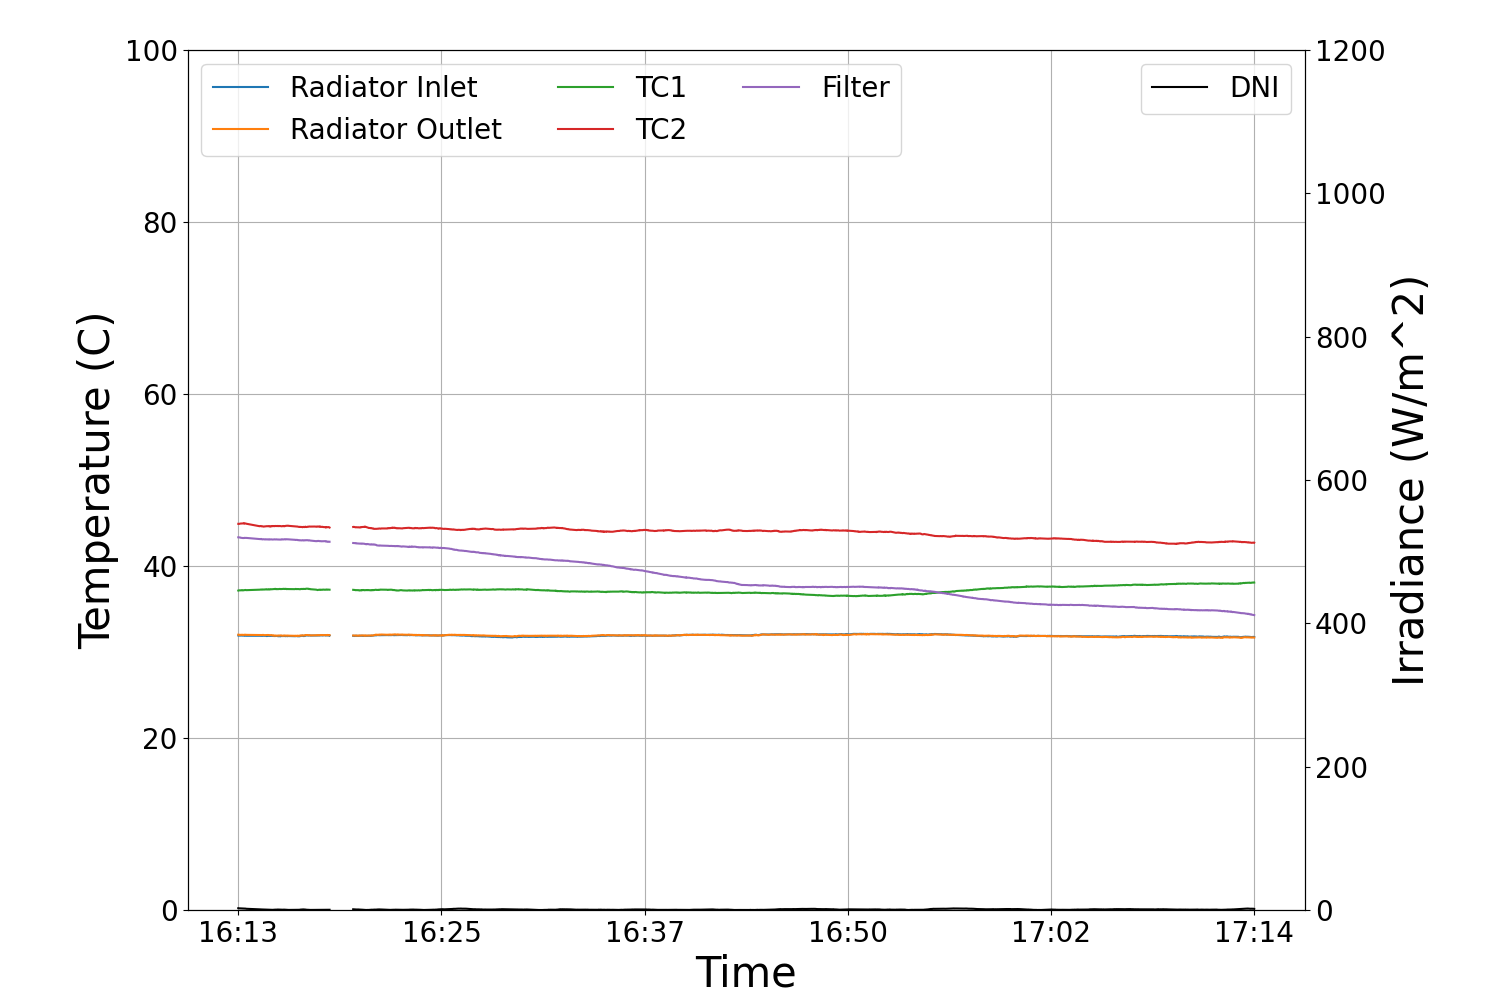 Radiator Inlet
Radiator Outlet
TC1
TC2
Filter
DNI
Temperature (C)
100
80
60
40
20
0
Irradiance (W/m^2)
1200
1000
800
600
400
200
0
16:13 16:25 16:37 16:50 17:02 17:14
Time